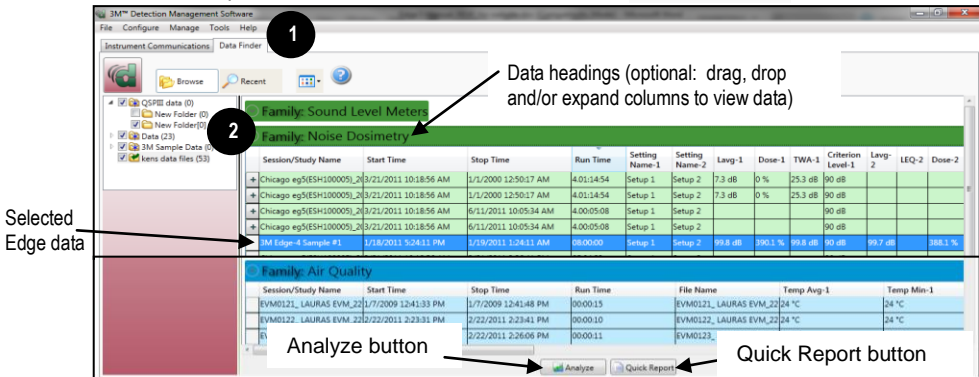 3M™ Detection Management Software
File Configure Manage Tools Help
1
Instrument Communications Data Finder
Browse Recent
Data headings (optional: drag, drop
and/or expand columns to view data)
QSPIII data (0)
New Folder (0)
New Folder[0]
Data (23)
3M Sample Data (0)
kens data files (53)
2
Family: Sound Level Meters
Family: Noise Dosimetry
Session/Study Name Start Time Stop Time Run Time Setting Name-1 Setting Name-2 Lavg-1 Dose-1 TWA-1 Criterion Level-1 Lavg-2 LEQ-2 Dose-2
Chicago eg5(ESH100005)_20 3/21/2011 10:18:56 AM 1/1/2000 12:50:17 AM 4.01:14:54 Setup 1 Setup 2 7.3 dB 0 % 25.3 dB 90 dB
Chicago eg5(ESH100005)_20 3/21/2011 10:18:56 AM 1/1/2000 12:50:17 AM 4.01:14:54 Setup 1 Setup 2 7.3 dB 0 % 25.3 dB 90 dB
Chicago eg5(ESH100005)_20 3/21/2011 10:18:56 AM 6/11/2011 10:05:34 AM 4.00:05:08 Setup 1 Setup 2 90 dB
Chicago eg5(ESH100005)_20 3/21/2011 10:18:56 AM 6/11/2011 10:05:34 AM 4.00:05:08 Setup 1 Setup 2 90 dB
Selected
Edge data
3M Edge-4 Sample #1 1/18/2011 5:24:11 PM 1/19/2011 1:24:11 AM 08:00:00 Setup 1 Setup 2 99.8 dB 390.1 % 99.8 dB 90 dB 99.7 dB 388.1 %
Family: Air Quality
Session/Study Name Start Time Stop Time Run Time File Name Temp Avg-1 Temp Min-1
EVM0121_ LAURAS EVM_22 1/7/2009 12:41:33 PM 1/7/2009 12:41:48 PM 00:00:15 EVM0121_ LAURAS EVM_22 24 °C 24 °C
EVM0122_ LAURAS EVM_22 2/22/2011 2:23:31 PM 2/22/2011 2:23:41 PM 00:00:10 EVM0122_ LAURAS EVM_22 24 °C 24 °C
2/22/2011 2:26:06 PM 00:00:11 EVM0123_
Analyze button
Quick Report button
Analyze Quick Report